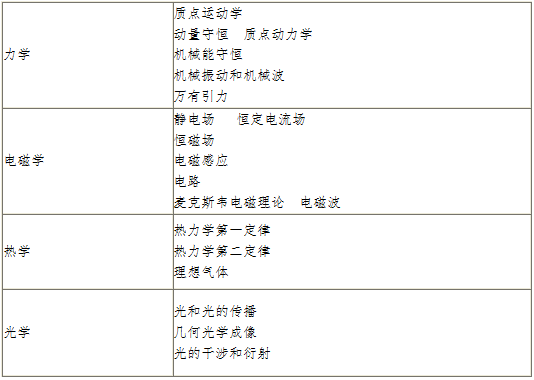 力学
质点运动学
动量守恒 质点动力学
机械能守恒
机械振动和机械波
万有引力
电磁学
静电场 恒定电流场
恒磁场
电磁感应
电路
麦克斯韦电磁理论 电磁波
热学
热力学第一定律
热力学第二定律
理想气体
光学
光和光的传播
几何光学成像
光的干涉和衍射